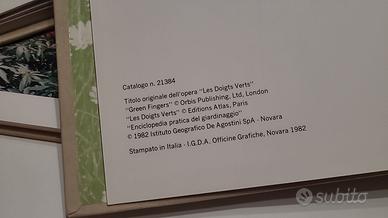 Catalogo n. 21384
Titolo originale dell'opera "Les Doigts Verts"
"Green Fingers" © Orbis Publishing, Ltd, London
"Les Doigts Verts" © Editions Atlas, Paris
"Enciclopedia pratica del giardinaggio"
© 1982 Istituto Geografico De Agostini SpA - Novara
Stampato in Italia - I.G.D.A. Officine Grafiche, Novara 1982
subito